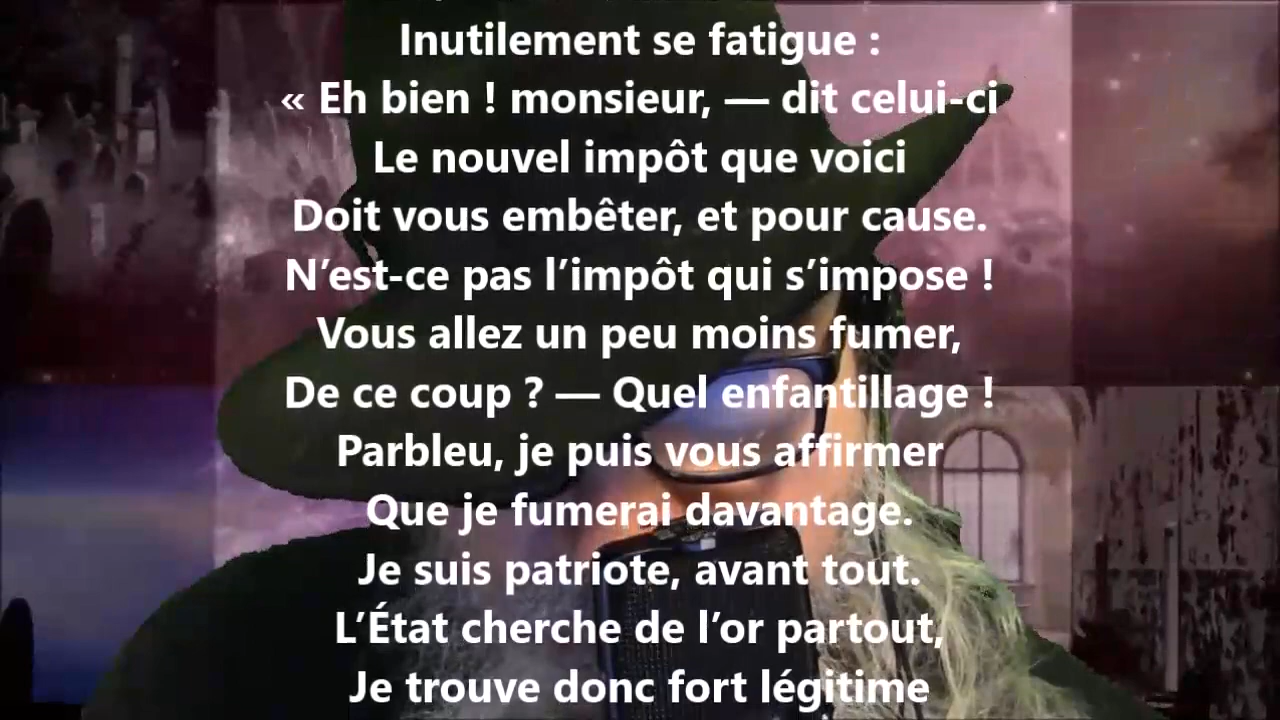 Inutilement se fatigue :
« Eh bien ! monsieur, — dit celui-ci
Le nouvel impôt que voici
Doit vous embêter, et pour cause.
N’est-ce pas l’impôt qui s’impose !
Vous allez un peu moins fumer,
De ce coup ? — Quel enfantillage !
Parbleu, je puis vous affirmer
Que je fumerai davantage.
Je suis patriote, avant tout.
L’État cherche de l’or partout,
Je trouve donc fort légitime